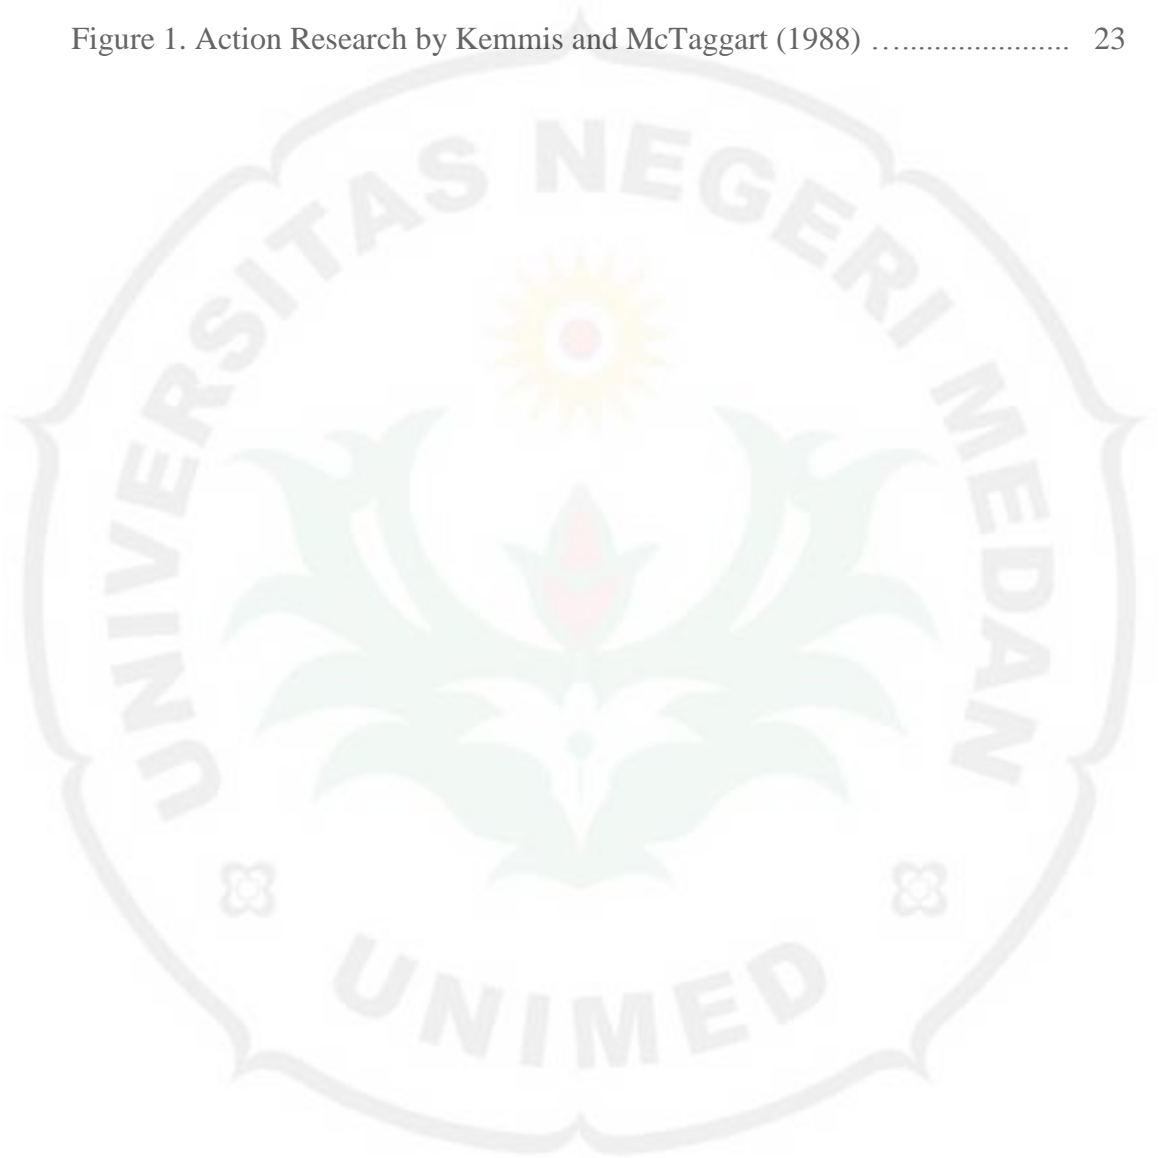 Figure 1. Action Research by Kemmis and McTaggart (1988) ….....................   23
UNIVERSITAS NEGERI MEDAN
UNIMED